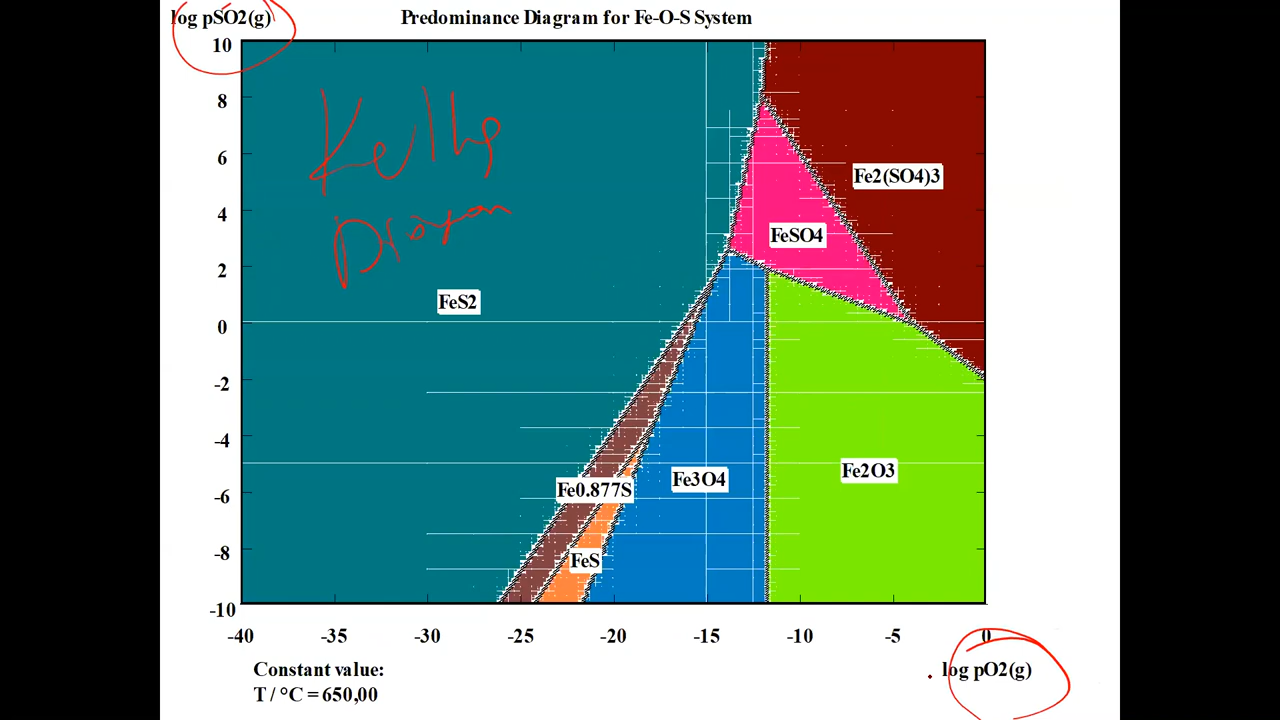 log pSO2(g)
Predominance Diagram for Fe-O-S System
10
8
6
4
2
0
-2
-4
-6
-8
-10
Kellhg
Diagram
Fe2(SO4)3
FeSO4
FeS2
Fe2O3
Fe3O4
Fe0.877S
FeS
-40 -35 -30 -25 -20 -15 -10 -5 0
Constant value:
T / °C = 650,00
log pO2(g)